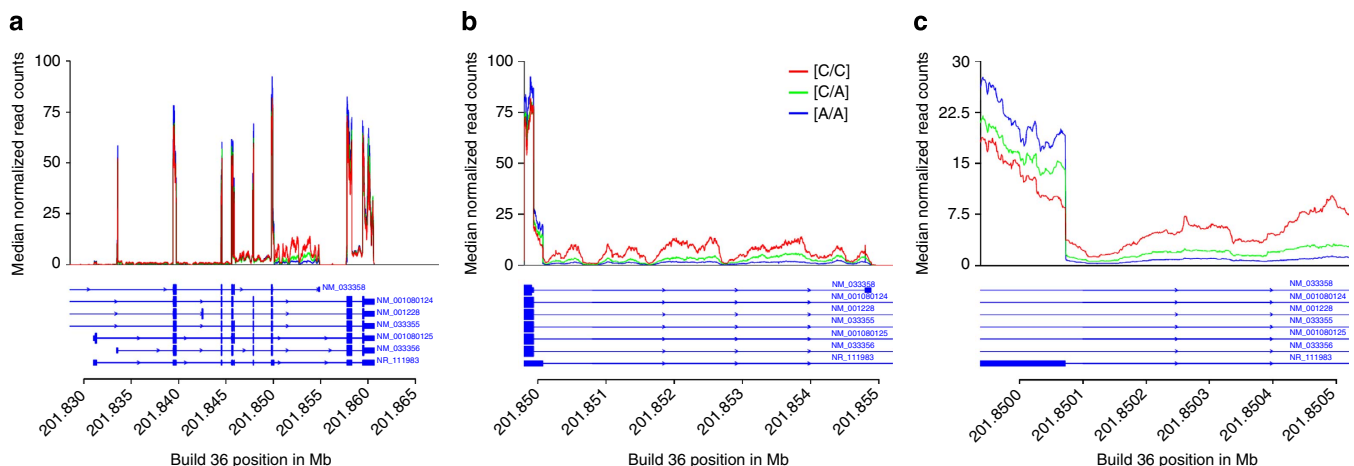 a
Median normalized read counts
100
75
50
25
0
NM_033358
NM_001080124
NM_001228
NM_033355
NM_001080125
NM_033356
NR_111983
201.830
201.835
201.840
201.845
201.850
201.855
201.860
201.865
Build 36 position in Mb
b
Median normalized read counts
100
75
50
25
0
[C/C]
[C/A]
[A/A]
NM_033358
NM_001080124
NM_001228
NM_033355
NM_001080125
NM_033356
NR_111983
201.850
201.851
201.852
201.853
201.854
201.855
Build 36 position in Mb
c
Median normalized read counts
30
22.5
15
7.5
0
NM_033358
NM_001080124
NM_001228
NM_033355
NM_001080125
NM_033356
NR_111983
201.8500
201.8501
201.8502
201.8503
201.8504
201.8505
Build 36 position in Mb